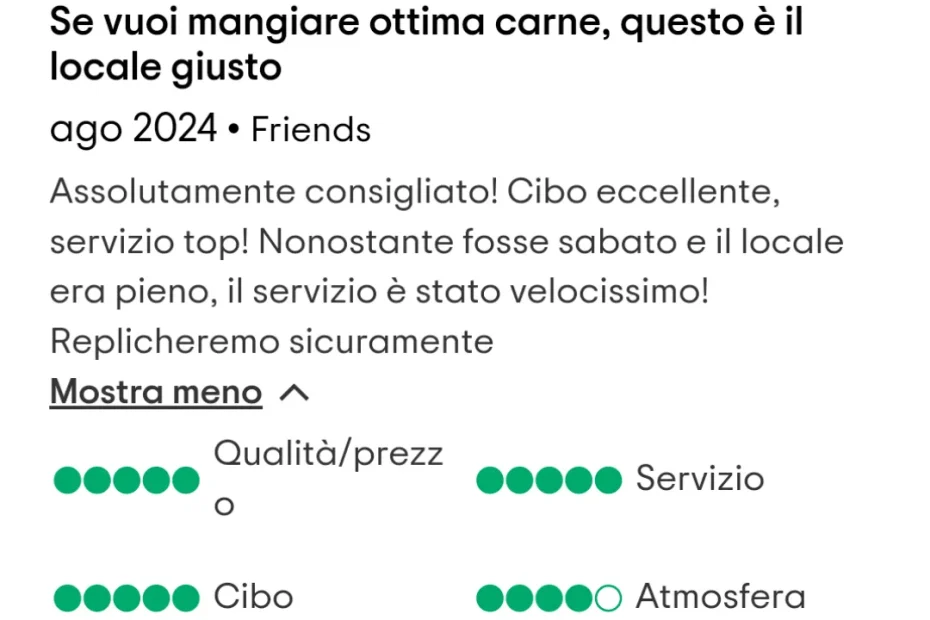 Se vuoi mangiare ottima carne, questo è il
locale giusto
ago 2024 • Friends
Assolutamente consigliato! Cibo eccellente,
servizio top! Nonostante fosse sabato e il locale
era pieno, il servizio è stato velocissimo!
Replicheremo sicuramente
Mostra meno
Qualità/prezz
o
Servizio
Cibo
Atmosfera